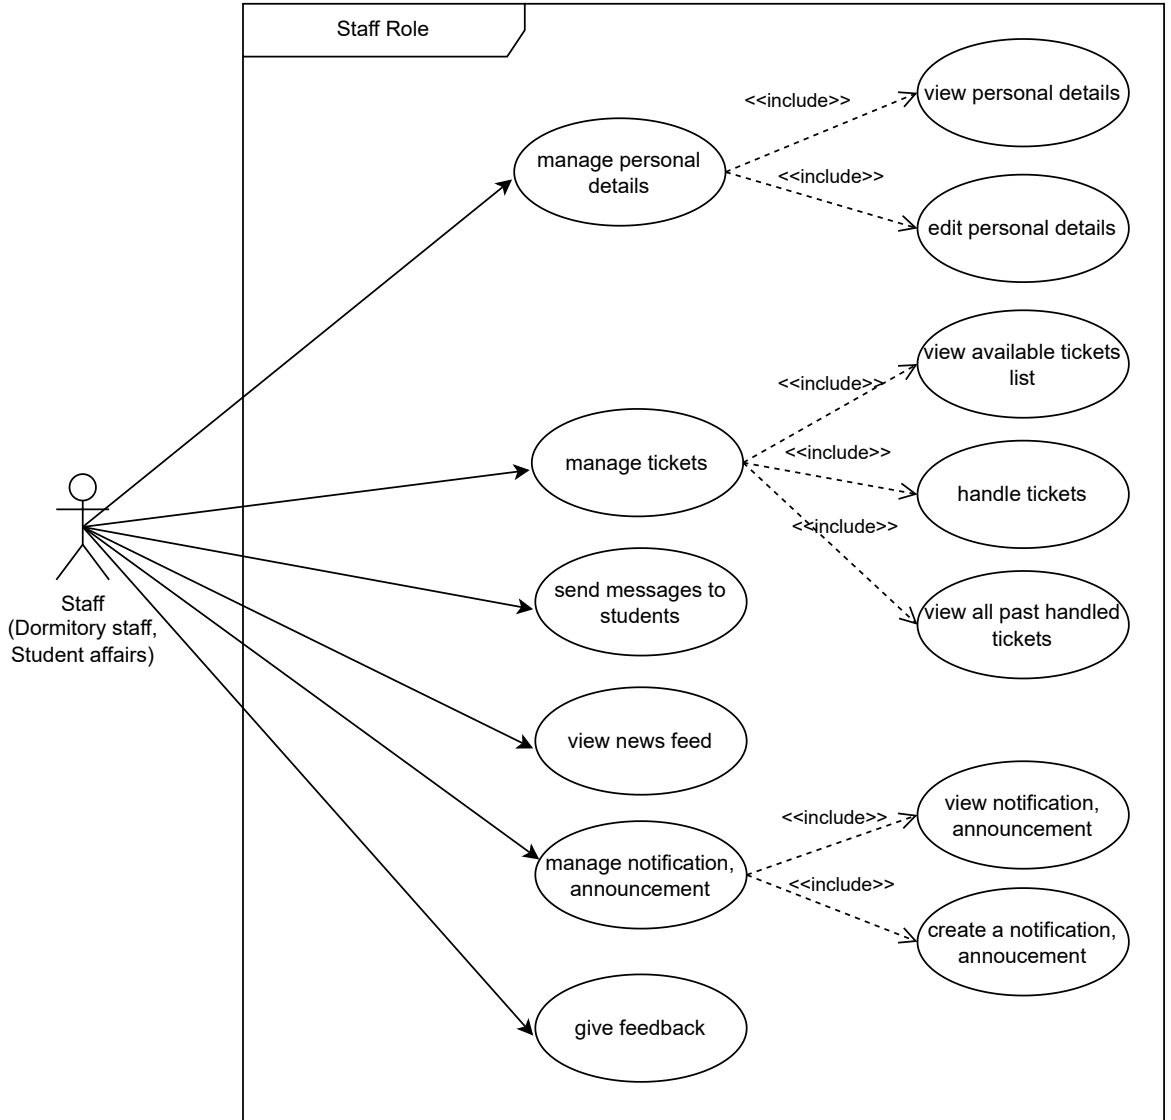 Staff Role
<<include>>
view personal details
manage personal
details
<<include>>
edit personal details
view available tickets
list
<<include>>
manage tickets
<<include>>
handle tickets
<<include>>
Staff
(Dormitory staff,
Student affairs)
send messages to
students
view all past handled
tickets
view news feed
<<include>>
view notification,
announcement
manage notification,
announcement
<<include>>
create a notification,
annoucement
give feedback